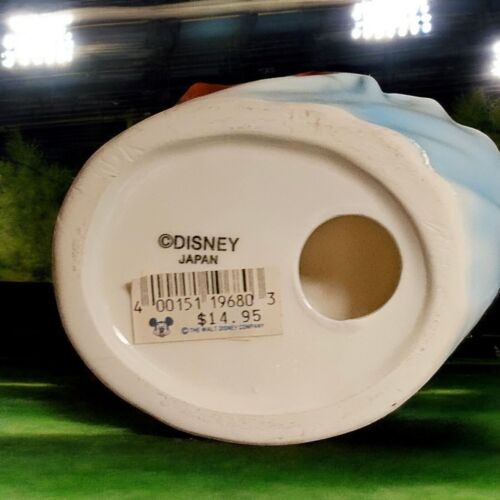 ©DISNEY
JAPAN
4 00151 19680 3
$14.95
© THE WALT DISNEY COMPANY